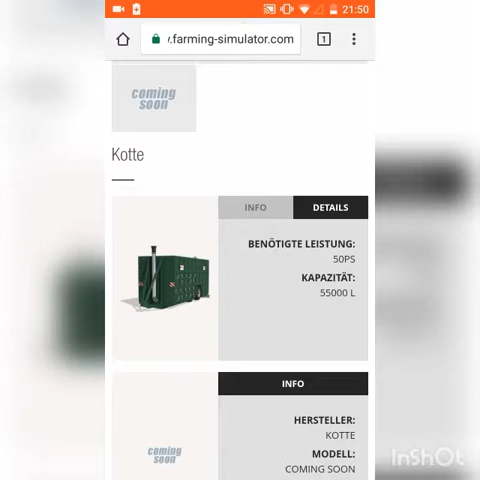 21:50
.farming-simulator.com
1
coming
soon
Kotte
INFO
DETAILS
BENÖTIGTE LEISTUNG:
50PS
KAPAZITÄT:
55000 L
INFO
HERSTELLER:
KOTTE
MODELL:
COMING SOON
coming
soon
InShOt